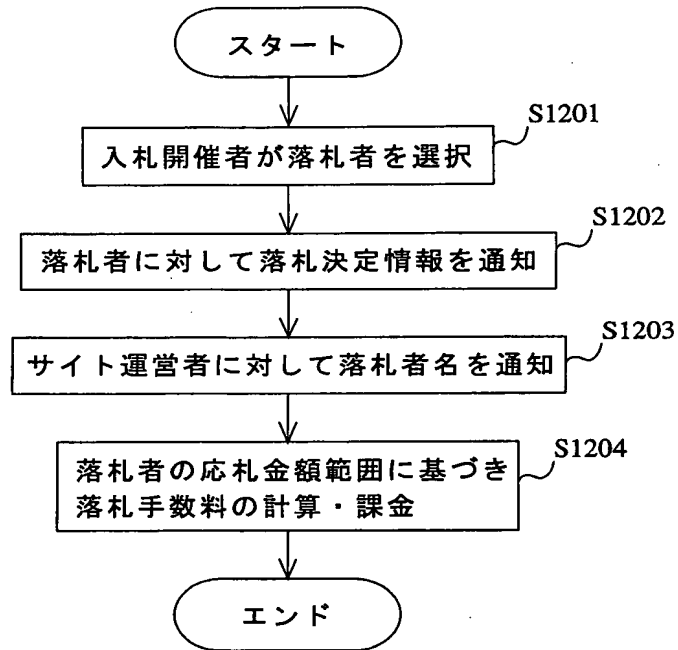 スタート
S1201
入札開催者が落札者を選択
S1202
落札者に対して落札決定情報を通知
S1203
サイト運営者に対して落札者名を通知
S1204
落札者の応札金額範囲に基づき
落札手数料の計算・課金
エンド